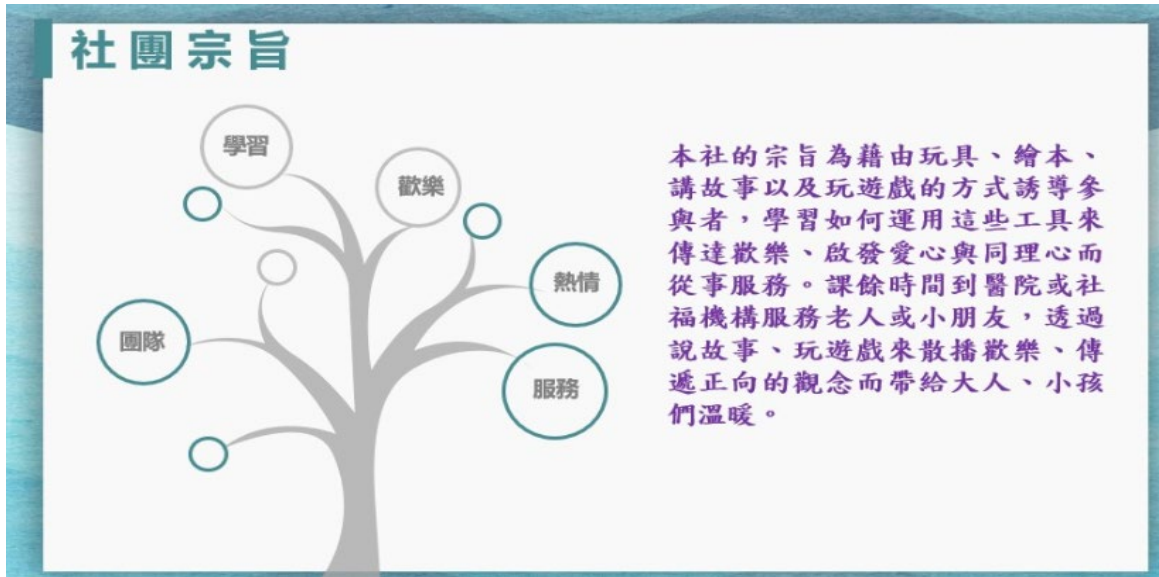 社團宗旨
學習
歡樂
熱情
團隊
服務
本社的宗旨為藉由玩具、繪本、
講故事以及玩遊戲的方式誘導參
與者，學習如何運用這些工具來
傳達歡樂、啟發愛心與同理心而
從事服務。課餘時間到醫院或社
福機構服務老人或小朋友，透過
說故事、玩遊戲來散播歡樂、傳
遞正向的觀念而帶給大人、小孩
們溫暖。